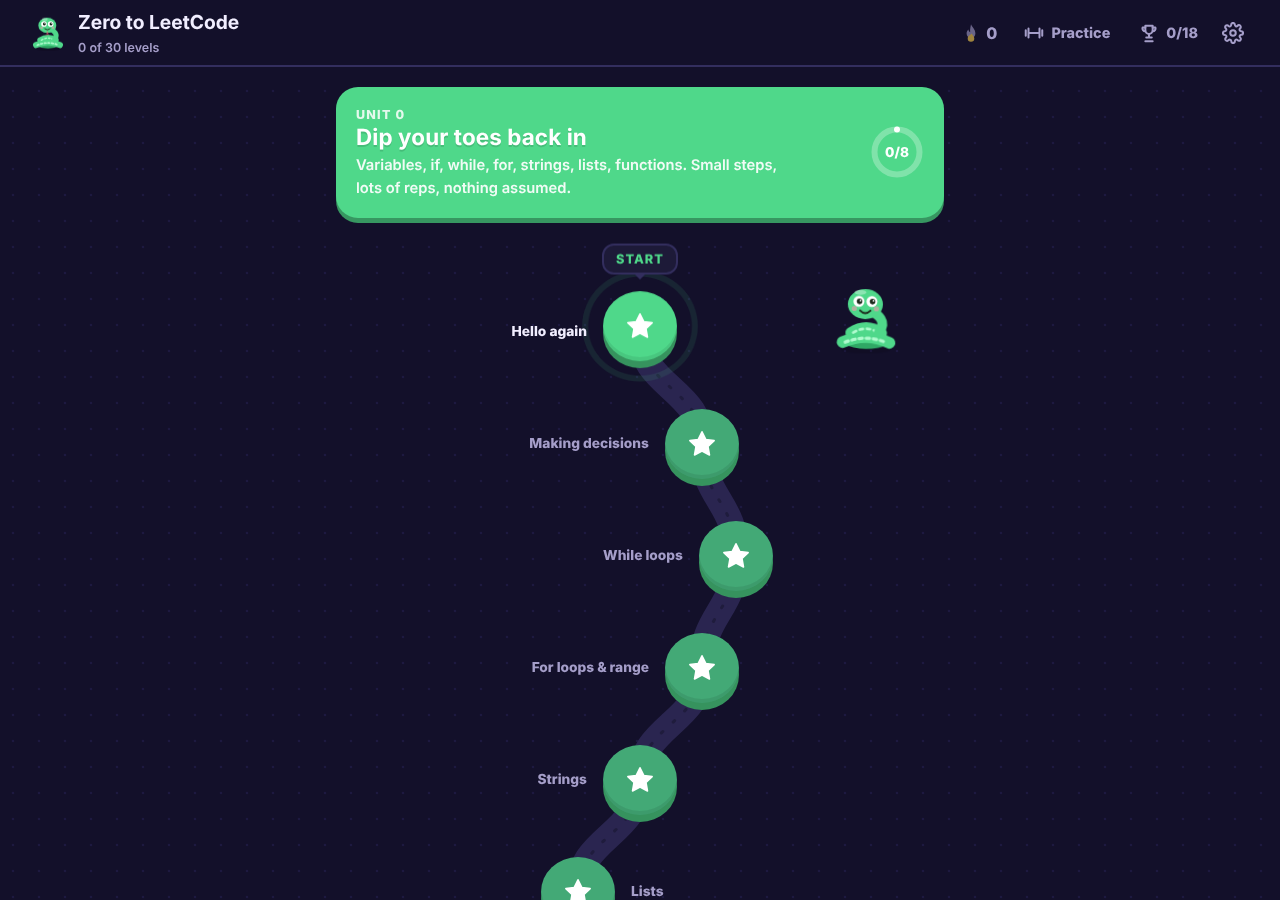 Zero to LeetCode
0 of 30 levels
0
Practice
0/18
UNIT 0
Dip your toes back in
Variables, if, while, for, strings, lists, functions. Small steps,
lots of reps, nothing assumed.
0/8
START
Hello again
Making decisions
While loops
For loops & range
Strings
Lists